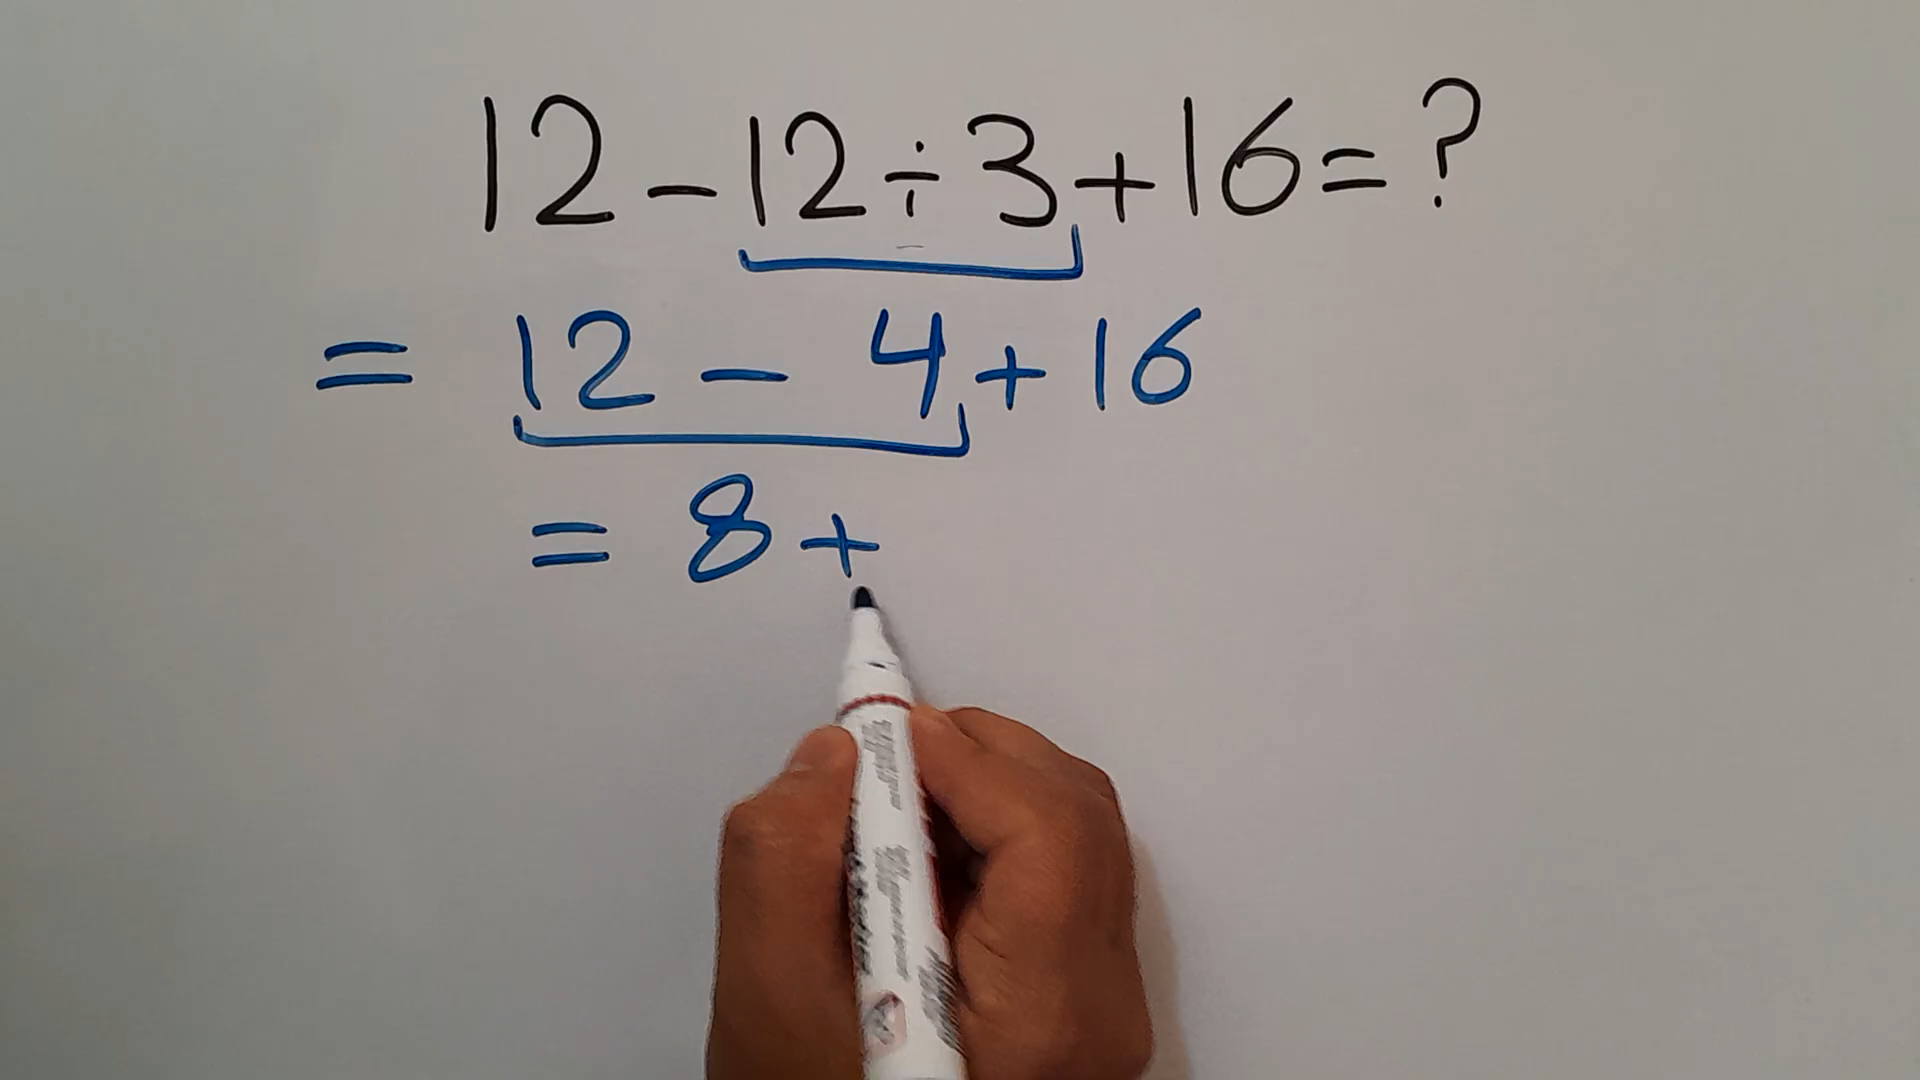 12-12÷3+16=?
= 12 - 4 + 16
= 8 +